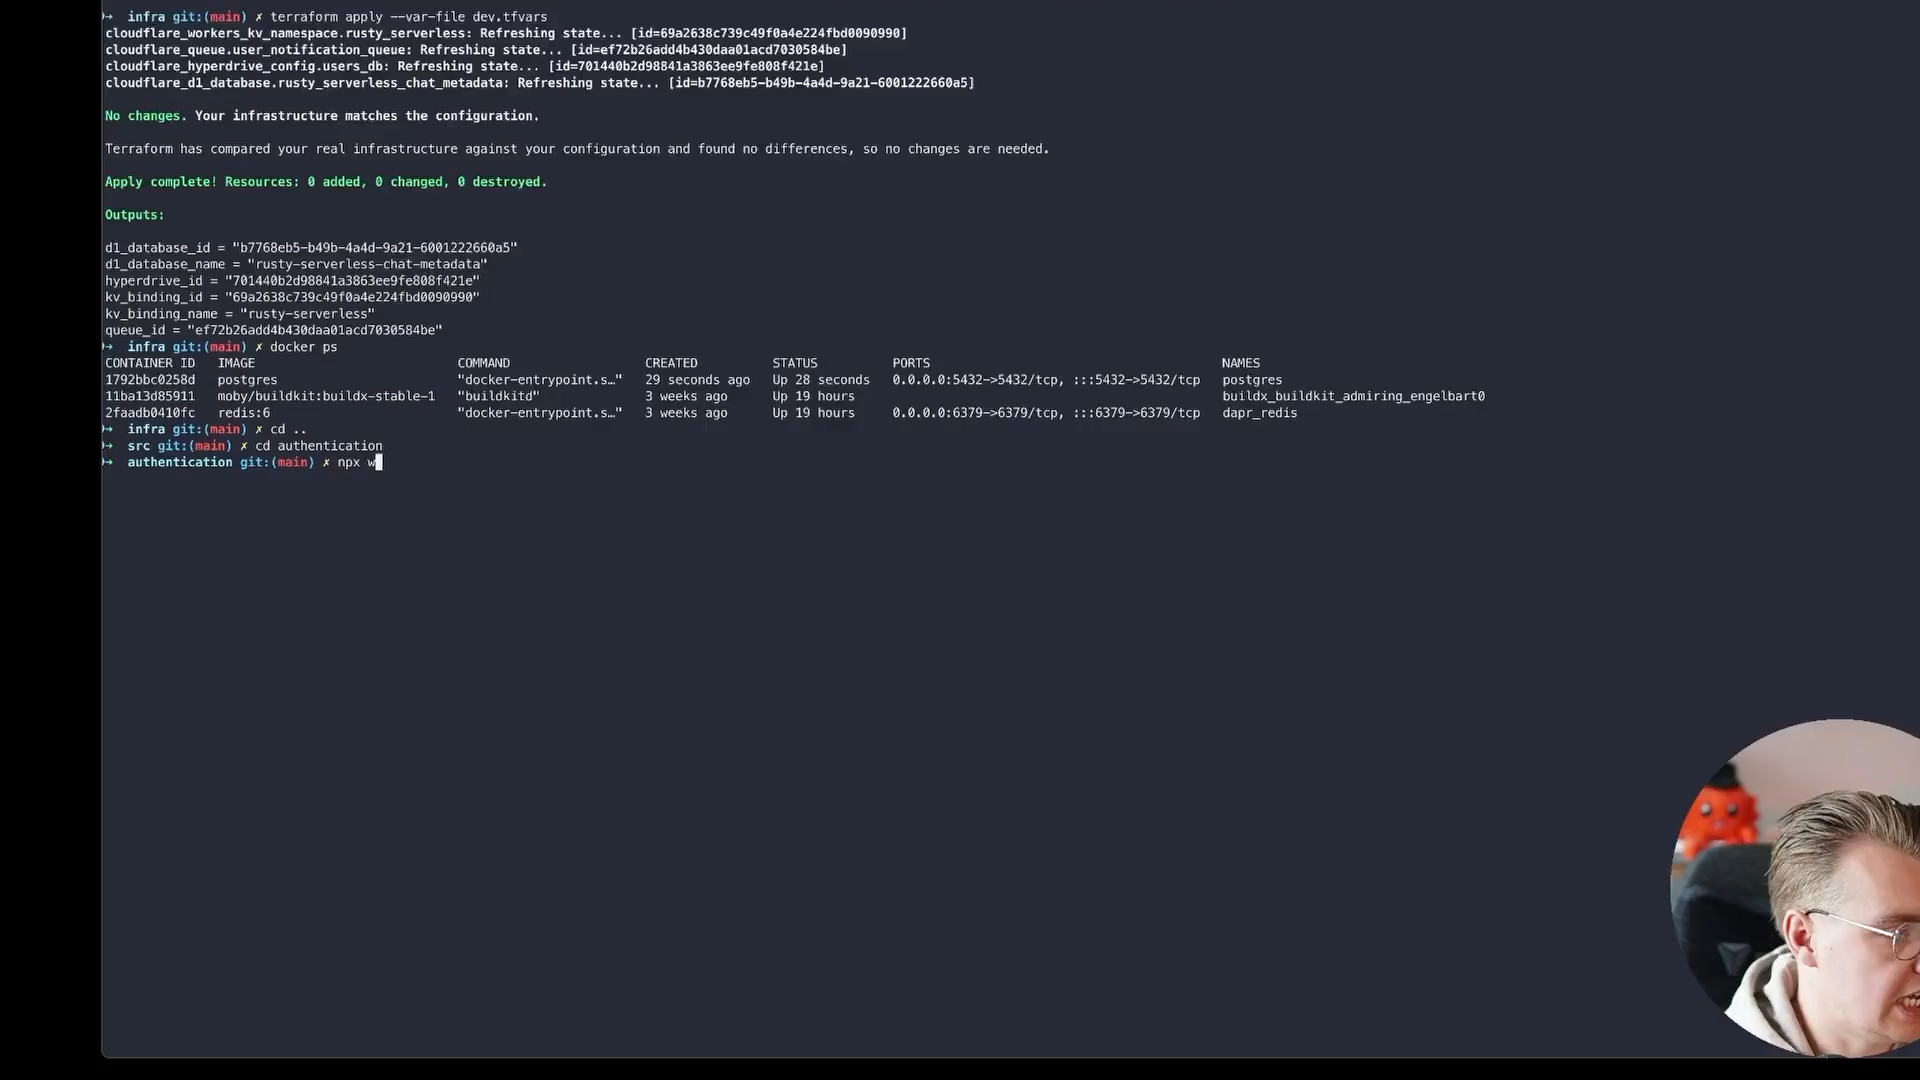 ➜ infra git:(main) ✗ terraform apply --var-file dev.tfvars
cloudflare_workers_kv_namespace.rusty_serverless: Refreshing state... [id=69a2638c739c49f0a4e224fbd0090990]
cloudflare_queue.user_notification_queue: Refreshing state... [id=ef72b26add4b430daa01acd7030584be]
cloudflare_hyperdrive_config.users_db: Refreshing state... [id=701440b2d98841a3863ee9fe808f421e]
cloudflare_d1_database.rusty_serverless_chat_metadata: Refreshing state... [id=b7768eb5-b49b-4a4d-9a21-6001222660a5]
No changes. Your infrastructure matches the configuration.
Terraform has compared your real infrastructure against your configuration and found no differences, so no changes are needed.
Apply complete! Resources: 0 added, 0 changed, 0 destroyed.
Outputs:
d1_database_id = "b7768eb5-b49b-4a4d-9a21-6001222660a5"
d1_database_name = "rusty-serverless-chat-metadata"
hyperdrive_id = "701440b2d98841a3863ee9fe808f421e"
kv_binding_id = "69a2638c739c49f0a4e224fbd0090990"
kv_binding_name = "rusty-serverless"
queue_id = "ef72b26add4b430daa01acd7030584be"
➜ infra git:(main) ✗ docker ps
CONTAINER ID IMAGE COMMAND CREATED STATUS PORTS NAMES
1792bbc0258d postgres "docker-entrypoint.s…" 29 seconds ago Up 28 seconds 0.0.0.0:5432->5432/tcp, :::5432->5432/tcp postgres
11ba13d85911 moby/buildkit:buildx-stable-1 "buildkitd" 3 weeks ago Up 19 hours buildx_buildkit_admiring_engelbart0
2faadb0410fc redis:6 "docker-entrypoint.s…" 3 weeks ago Up 19 hours 0.0.0.0:6379->6379/tcp, :::6379->6379/tcp dapr_redis
➜ infra git:(main) ✗ cd ..
➜ src git:(main) ✗ cd authentication
➜ authentication git:(main) ✗ npx w